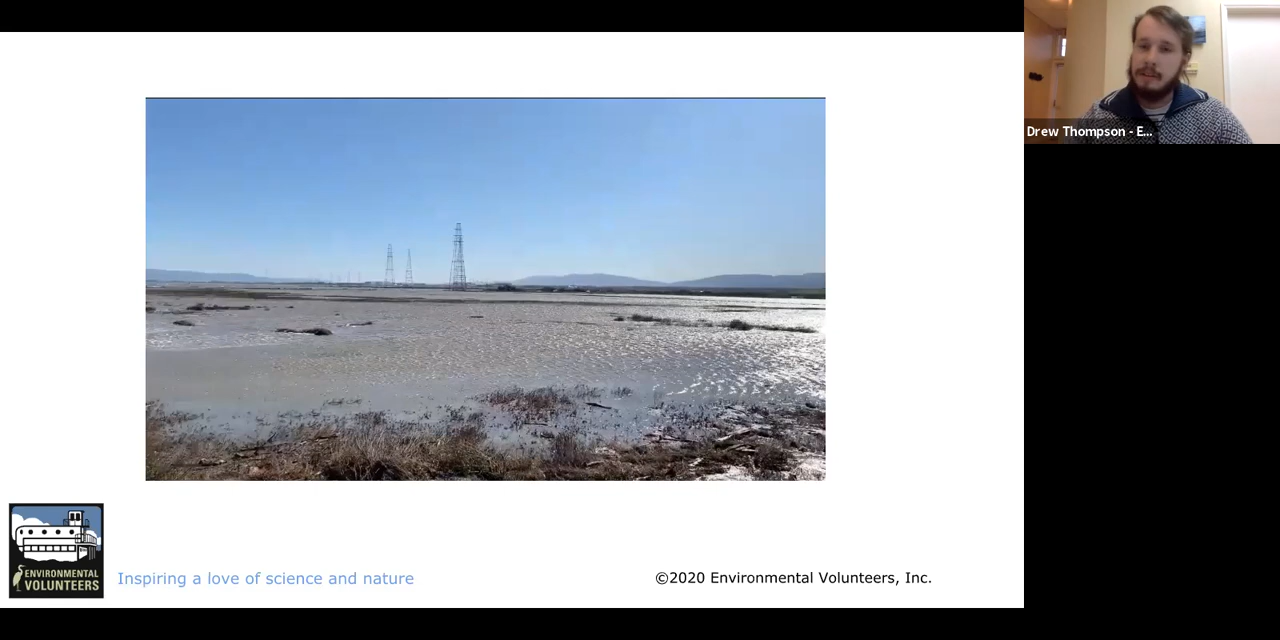 Drew Thompson - E...
ENVIRONMENTAL
VOLUNTEERS
Inspiring a love of science and nature
©2020 Environmental Volunteers, Inc.